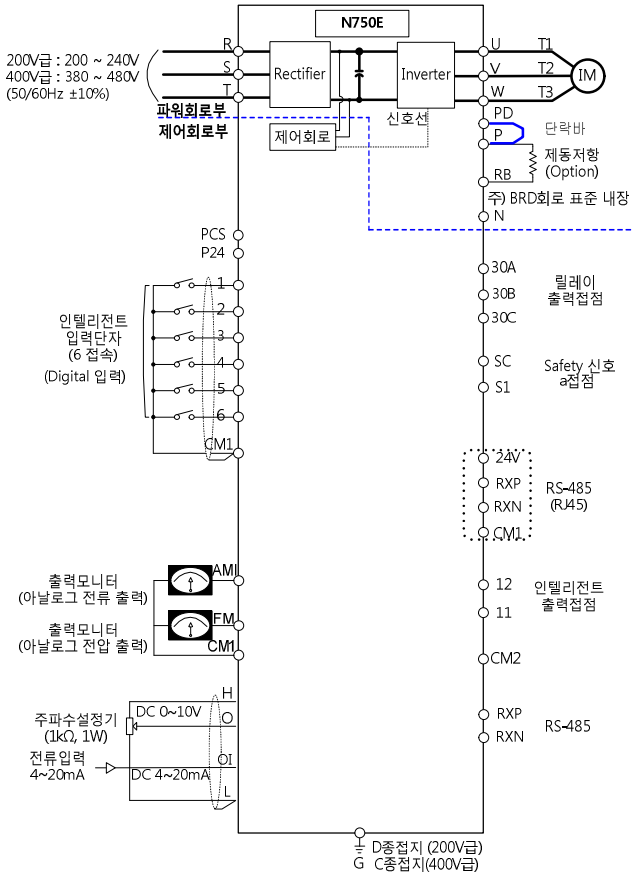 N750E
R
S
T
200V급 : 200 ~ 240V
400V급 : 380 ~ 480V
(50/60Hz ±10%)
Rectifier
Inverter
U
V
W
T1
T2
T3
IM
파워회로부
제어회로부
제어회로
신호선
PD
P
단락바
RB
제동저항
(Option)
주) BRD회로 표준 내장
N
PCS
P24
1
2
3
4
5
6
CM1
인텔리전트
입력단자
(6 접속)
(Digital 입력)
30A
30B
30C
릴레이
출력접점
SC
S1
Safety 신호
a접점
24V
RXP
RXN
CM1
RS-485
(RJ45)
AMI
FM
CM1
출력모니터
(아날로그 전류 출력)
출력모니터
(아날로그 전압 출력)
12
11
CM2
인텔리전트
출력접점
H
O
OI
L
DC 0~10V
DC 4~20mA
주파수설정기
(1kΩ, 1W)
전류입력
4~20mA
RXP
RXN
RS-485
G
D종접지 (200V급)
C종접지(400V급)